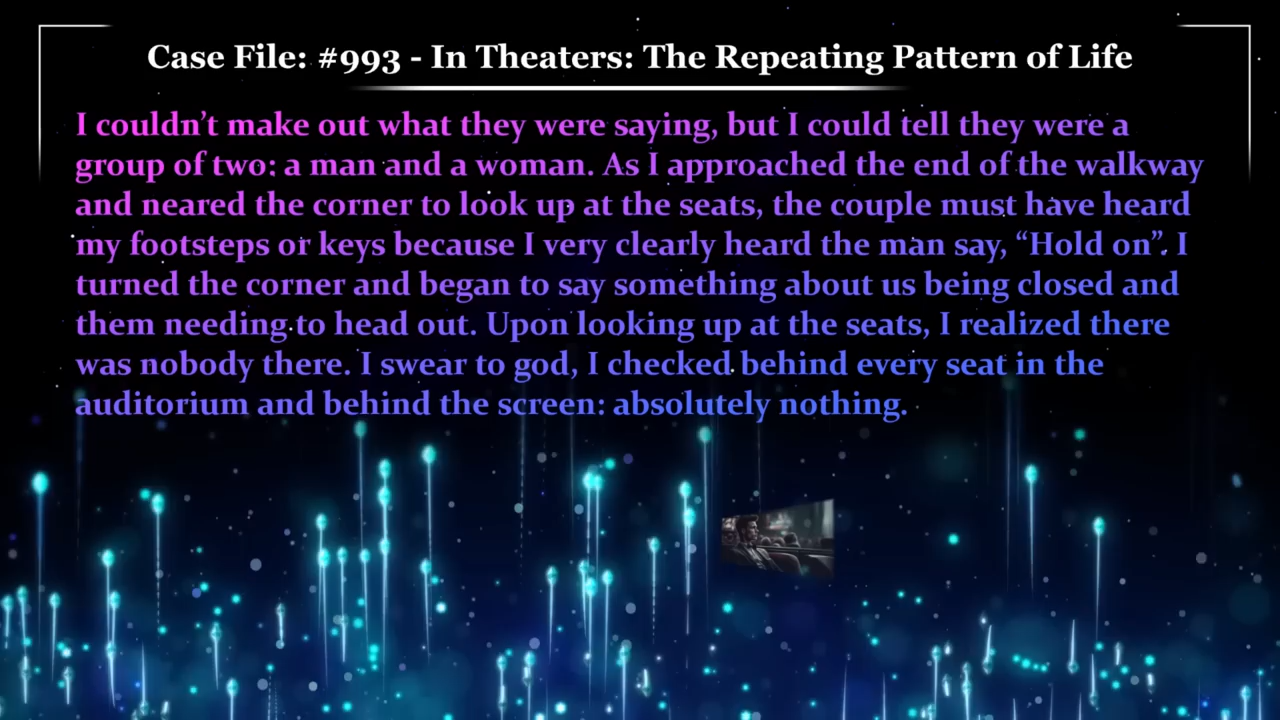 Case File: #993 - In Theaters: The Repeating Pattern of Life
I couldn’t make out what they were saying, but I could tell they were a
group of two: a man and a woman. As I approached the end of the walkway
and neared the corner to look up at the seats, the couple must have heard
my footsteps or keys because I very clearly heard the man say, “Hold on”. I
turned the corner and began to say something about us being closed and
them needing to head out. Upon looking up at the seats, I realized there
was nobody there. I swear to god, I checked behind every seat in the
auditorium and behind the screen: absolutely nothing.